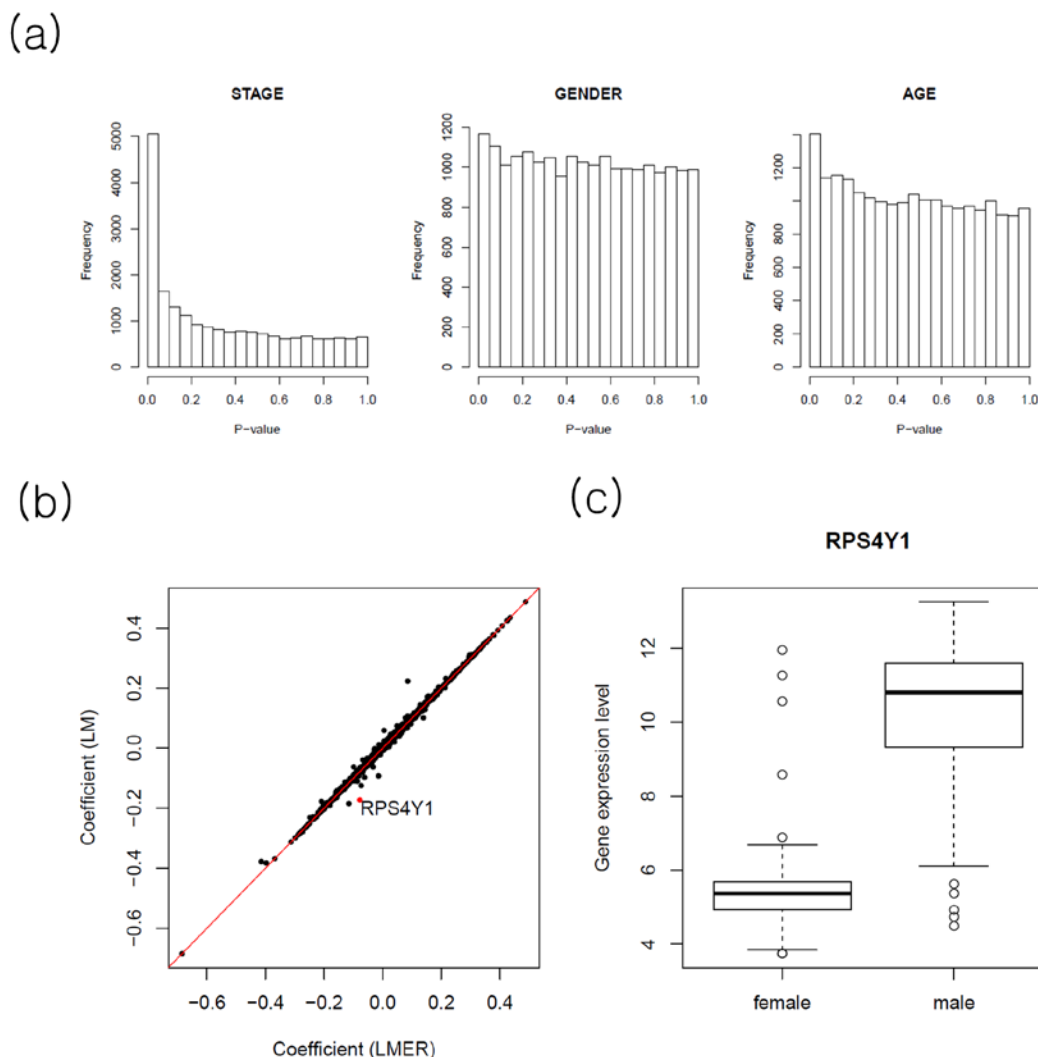 (a)
STAGE
GENDER
AGE
Frequency
0 1000 2000 3000 4000 5000
0.0 0.2 0.4 0.6 0.8 1.0
P-value
Frequency
0 200 400 600 800 1000 1200
0.0 0.2 0.4 0.6 0.8 1.0
P-value
Frequency
0 200 400 600 800 1200
0.0 0.2 0.4 0.6 0.8 1.0
P-value
(b)
Coefficient (LM)
−0.6 −0.4 −0.2 0.0 0.2 0.4
RPS4Y1
−0.6 −0.4 −0.2 0.0 0.2 0.4
Coefficient (LMER)
(c)
RPS4Y1
Gene expression level
4 6 8 10 12
female male